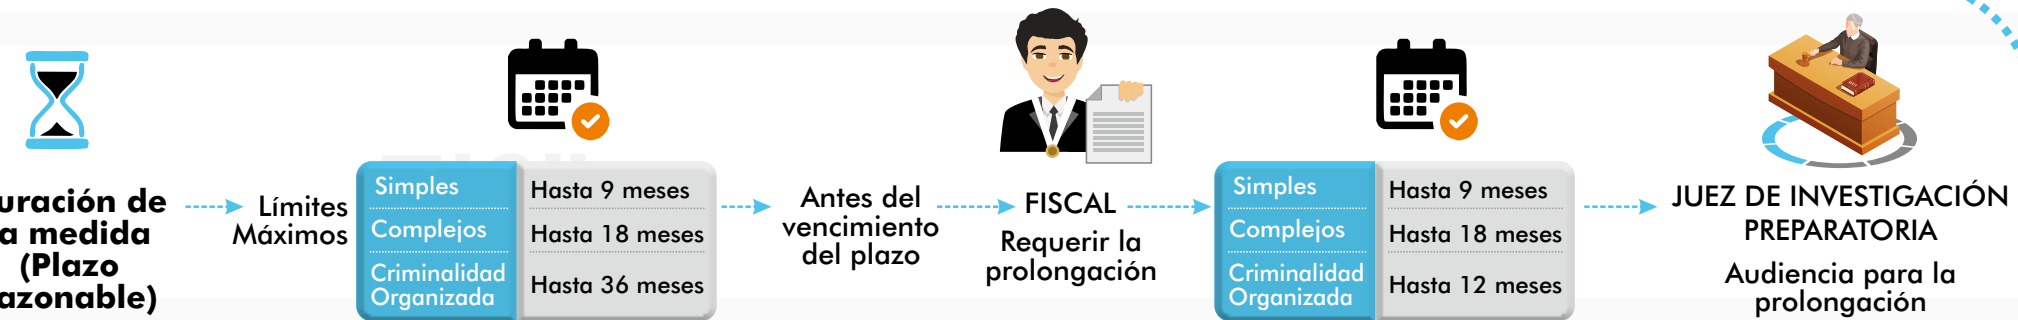 uración de
a medida
(Plazo
azonable)
Límites
Máximos
Simples
Hasta 9 meses
Complejos
Hasta 18 meses
Criminalidad
Organizada
Hasta 36 meses
Antes del
vencimiento
del plazo
FISCAL
Requerir la
prolongación
Simples
Hasta 9 meses
Complejos
Hasta 18 meses
Criminalidad
Organizada
Hasta 12 meses
JUEZ DE INVESTIGACIÓN
PREPARATORIA
Audiencia para la
prolongación